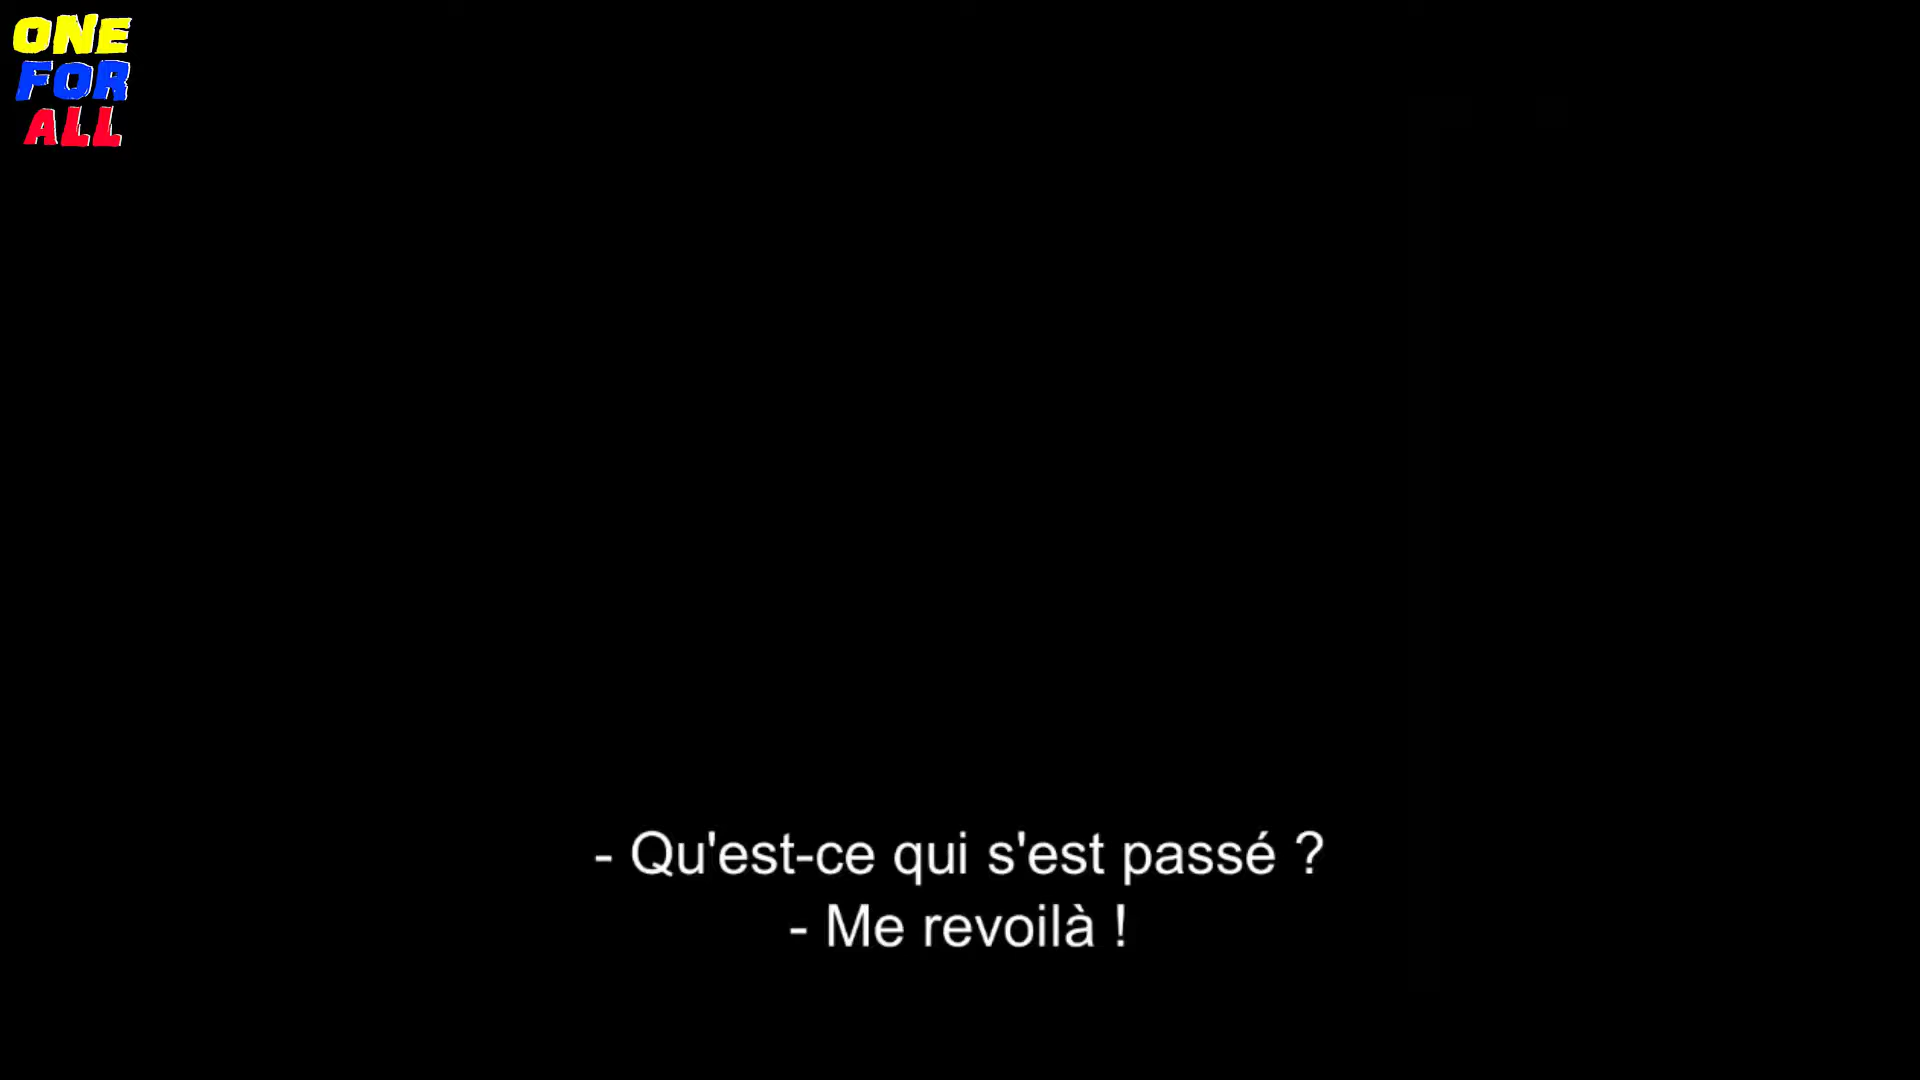 ONE
FOR
ALL
- Qu'est-ce qui s'est passé ?
- Me revoilà !